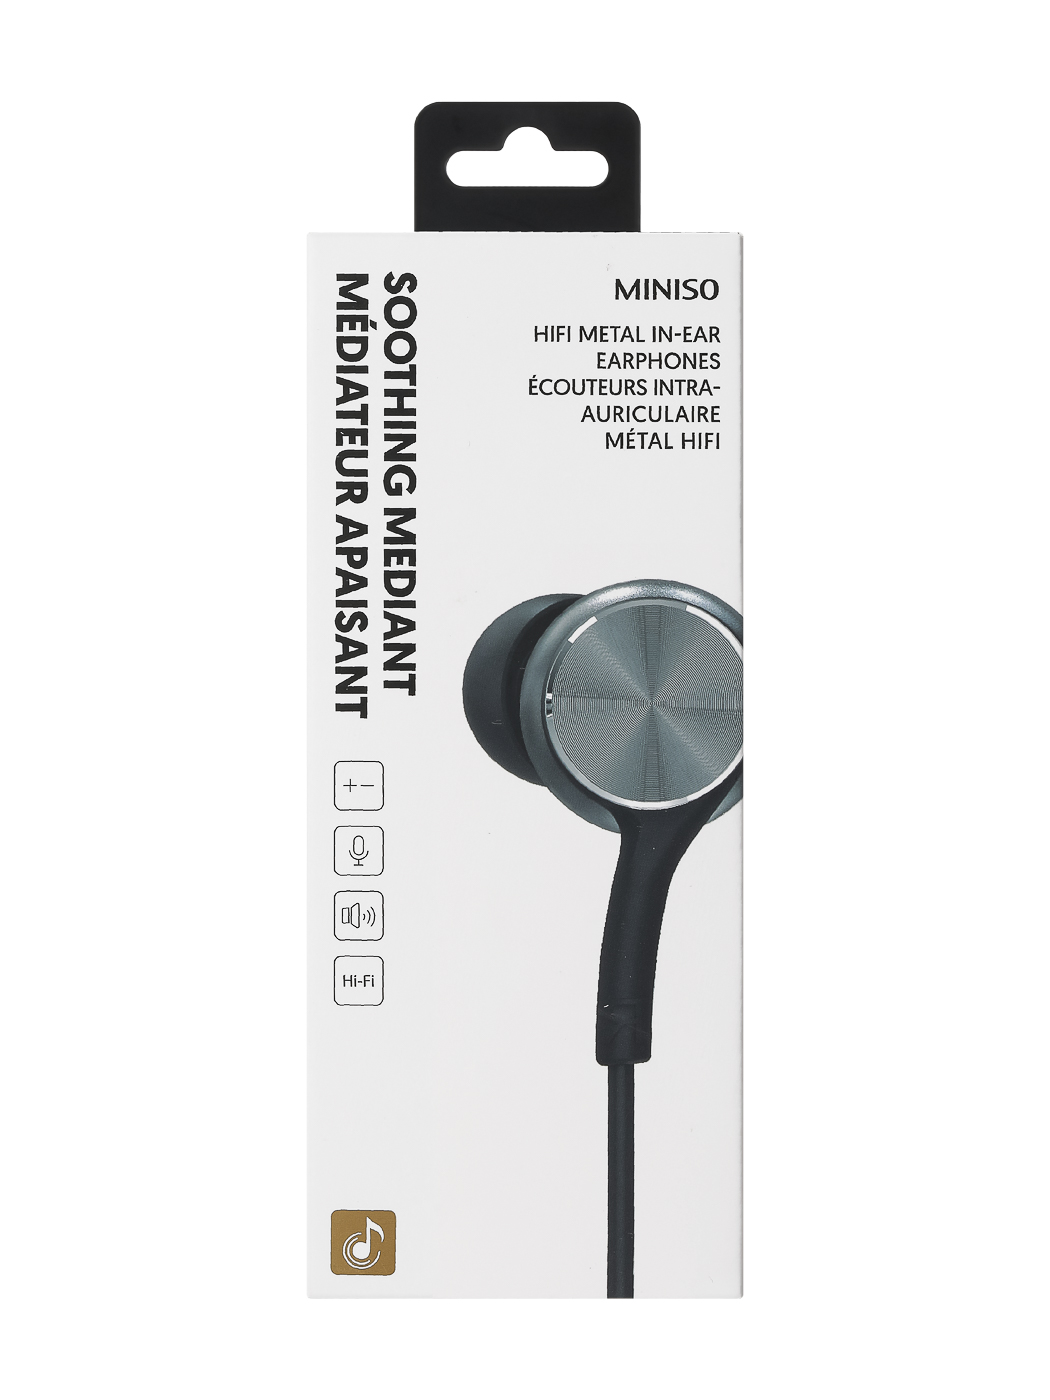 MINISO
HIFI METAL IN-EAR
EARPHONES
ÉCOUTEURS INTRA-
AURICULAIRE
MÉTAL HIFI
SOOTHING MEDIANT
MÉDIATEUR APAISANT
+ −
Hi-Fi